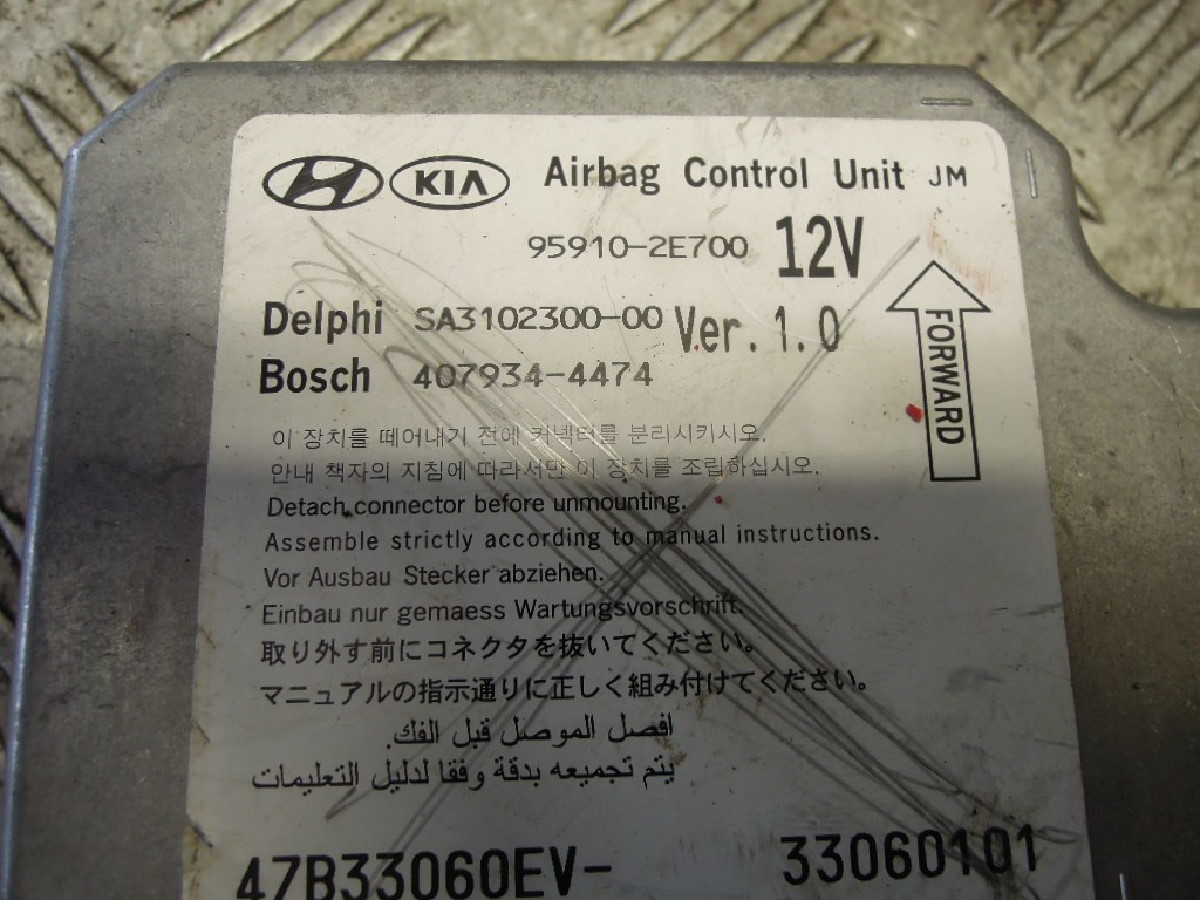 KIA Airbag Control Unit JM
95910-2E700 12V
Delphi SA3102300-00 Ver. 1.0
Bosch 407934-4474
FORWARD
이 장치를 떼어내기 전에 커넥터를 분리시키시오.
안내 책자의 지침에 따라서만 이 장치를 조립하십시오.
Detach connector before unmounting.
Assemble strictly according to manual instructions.
Vor Ausbau Stecker abziehen.
Einbau nur gemaess Wartungsvorschrift.
取り外す前にコネクタを抜いてください。
マニュアルの指示通りに正しく組み付けてください。
افصل الموصل قبل الفك.
يتم تجميعه بدقة وفقا لدليل التعليمات
47B33060EV- 33060101